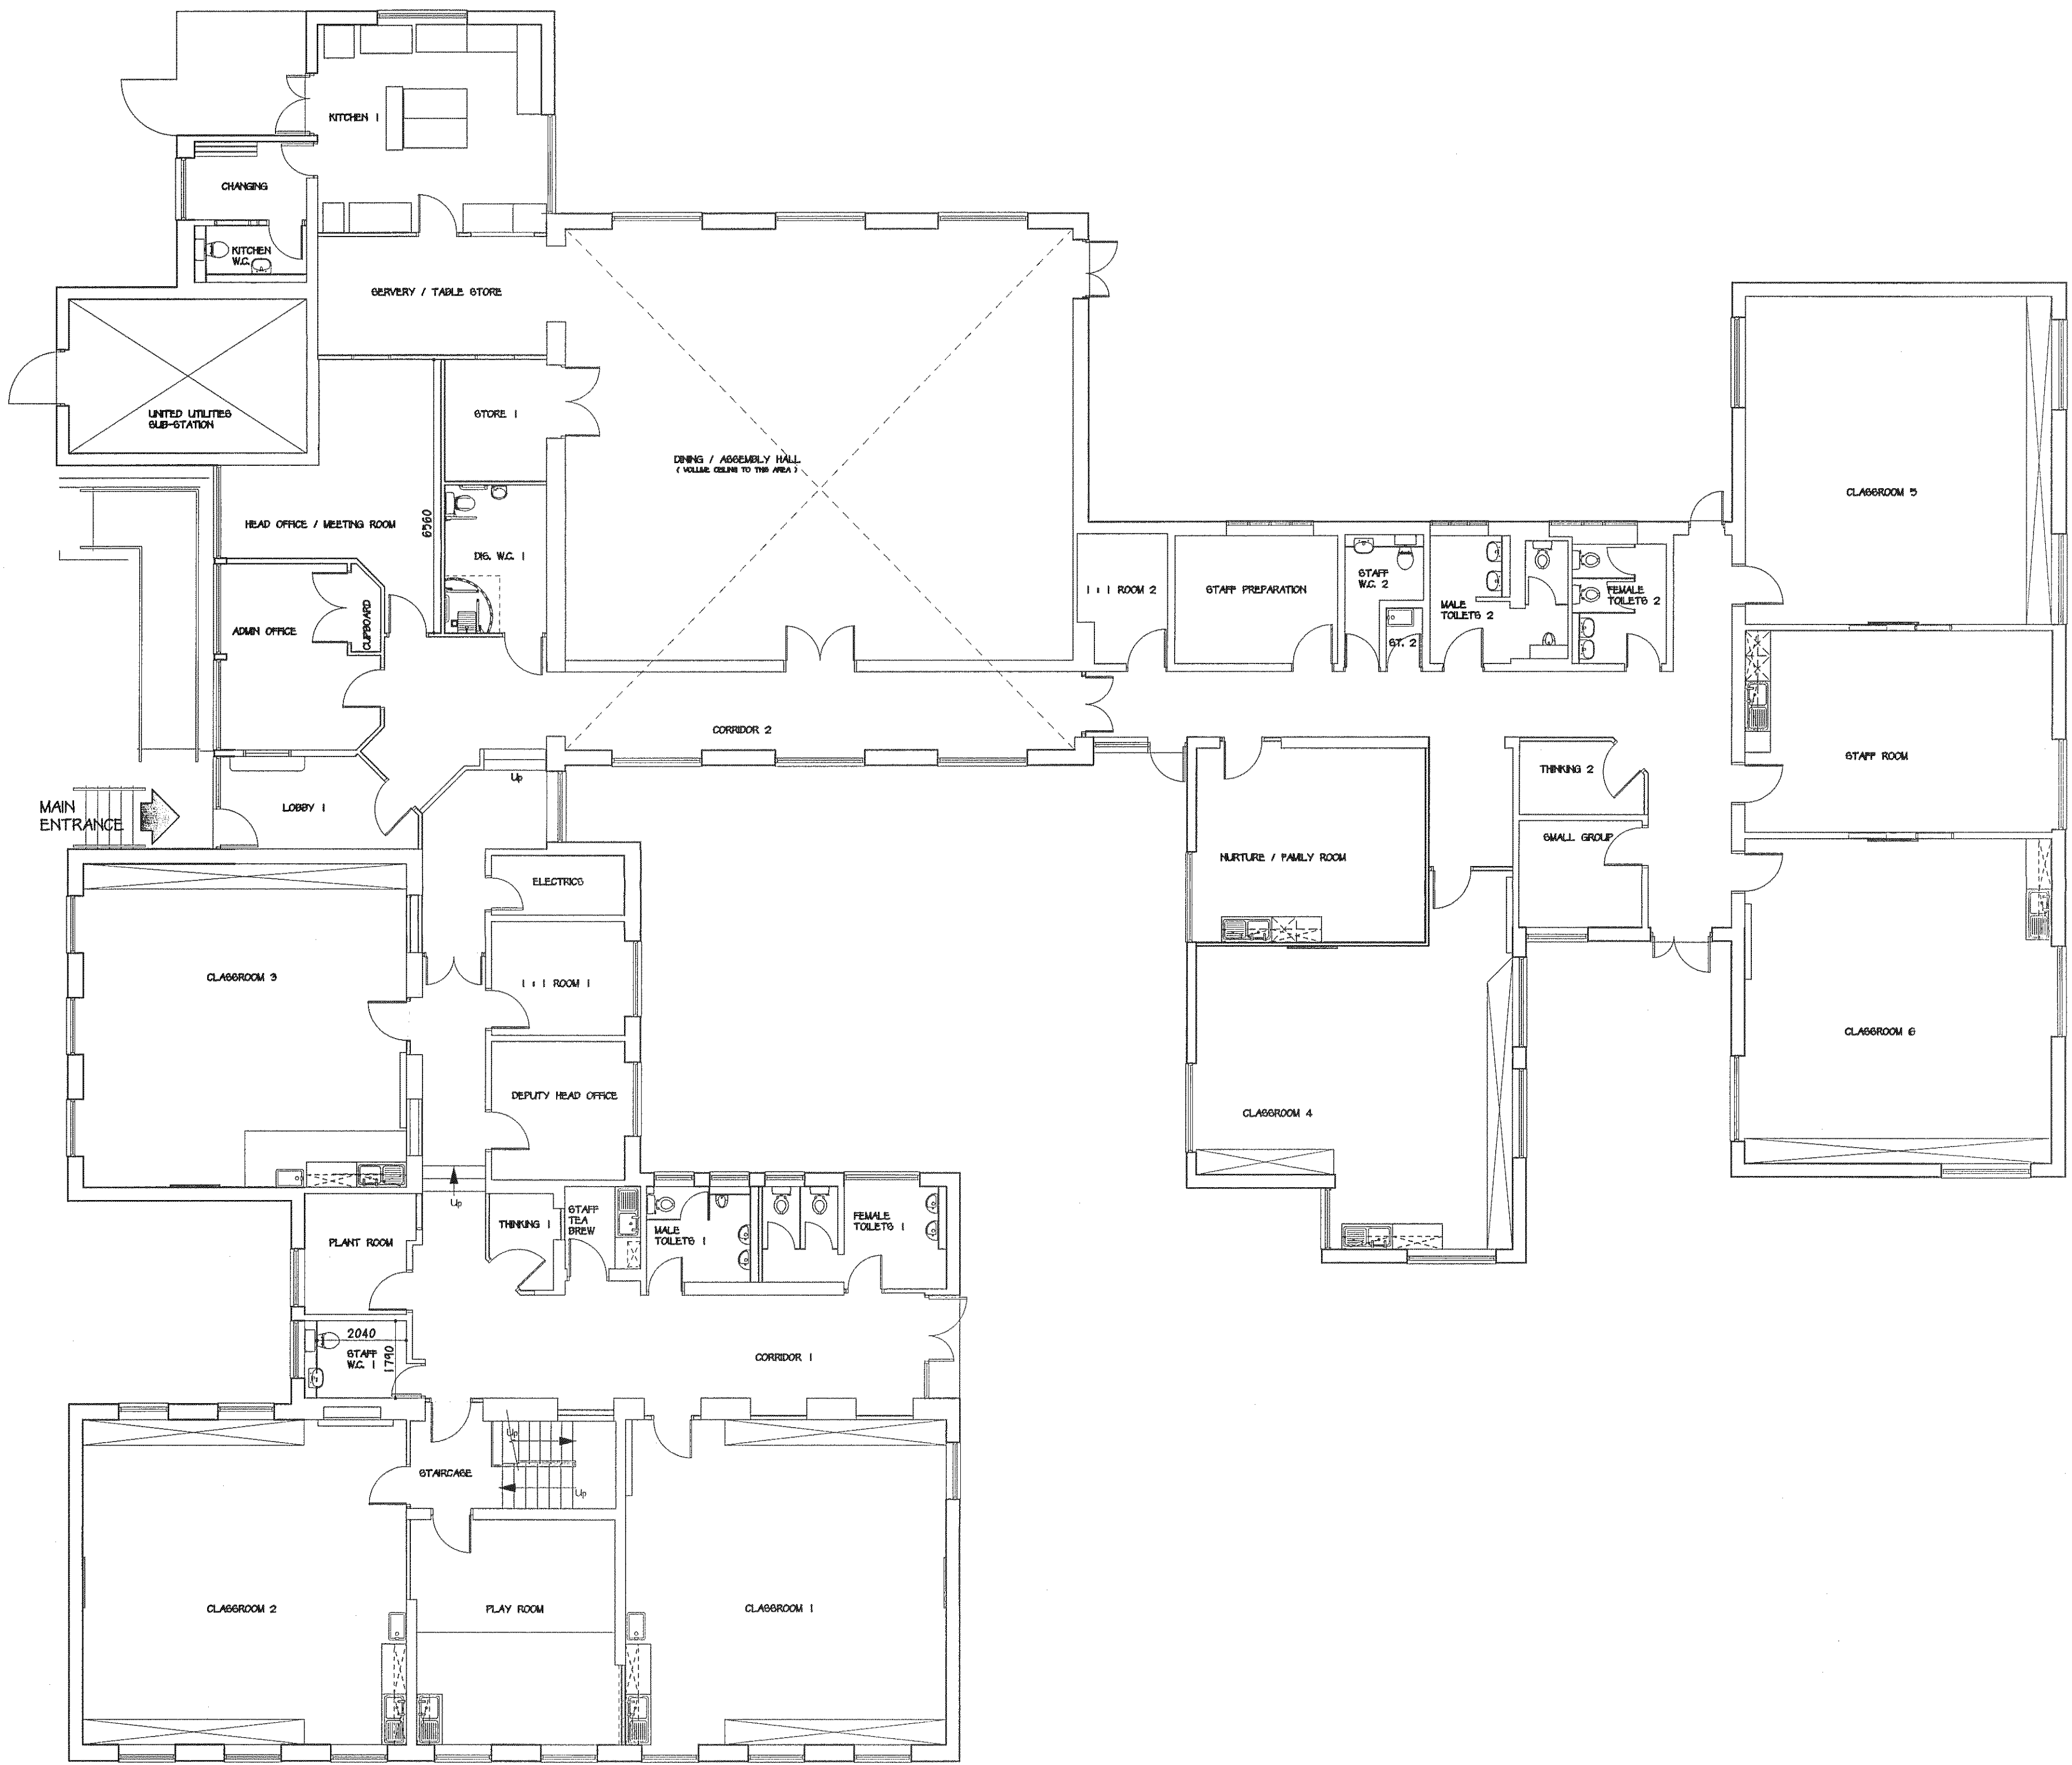 KITCHEN 1
CHANGING
KITCHEN
W.C.
SERVERY / TABLE STORE
UNITED UTILITIES
SUB-STATION
STORE 1
DINING / ASSEMBLY HALL
( VOLUME CEILING TO THIS AREA )
CLASSROOM 5
HEAD OFFICE / MEETING ROOM
6560
DIS. W.C. 1
ADMIN OFFICE
CUPBOARD
1 : 1 ROOM 2
STAFF PREPARATION
STAFF
W.C. 2
ST. 2
MALE
TOILETS 2
FEMALE
TOILETS 2
CORRIDOR 2
STAFF ROOM
THINKING 2
Up
MAIN
ENTRANCE
LOBBY 1
SMALL GROUP
NURTURE / FAMILY ROOM
ELECTRICS
CLASSROOM 3
1 : 1 ROOM 1
CLASSROOM 6
DEPUTY HEAD OFFICE
CLASSROOM 4
Up
PLANT ROOM
THINKING 1
STAFF
TEA
BREW
MALE
TOILETS 1
FEMALE
TOILETS 1
2040
STAFF
W.C. 1
1790
CORRIDOR 1
Up
STAIRCASE
Up
CLASSROOM 2
PLAY ROOM
CLASSROOM 1